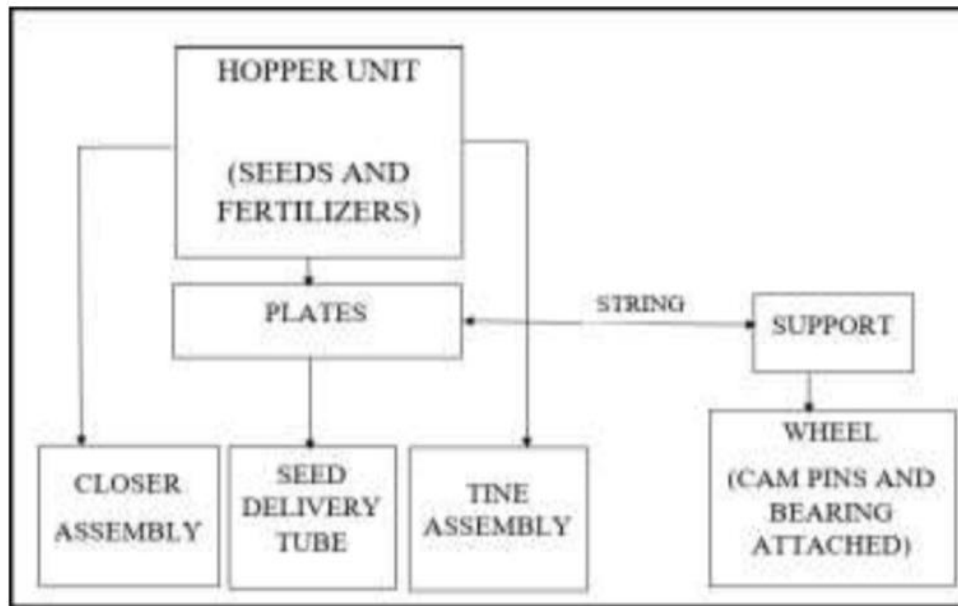 HOPPER UNIT
(SEEDS AND
FERTILIZERS)
PLATES
STRING
SUPPORT
CLOSER
ASSEMBLY
SEED
DELIVERY
TUBE
TINE
ASSEMBLY
WHEEL
(CAM PINS AND
BEARING
ATTACHED)